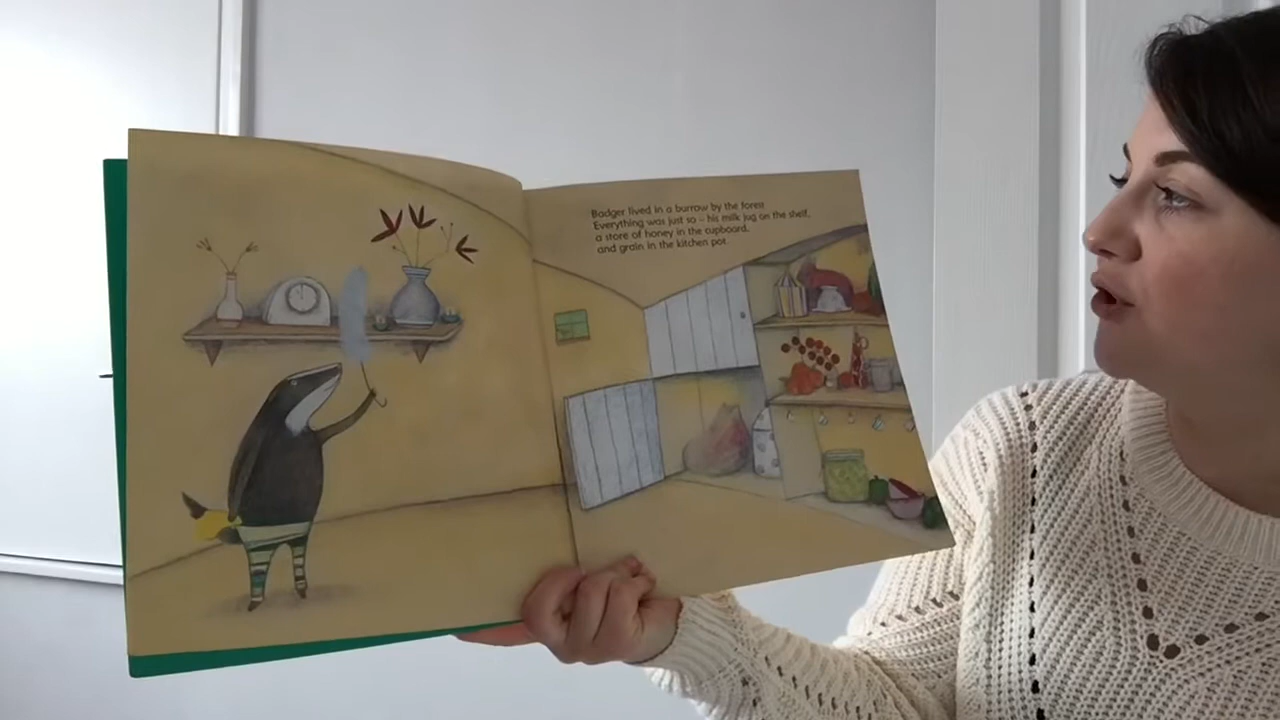 Badger lived in a burrow by the forest
Everything was just so – his milk jug on the shelf,
a store of honey in the cupboard,
and grain in the kitchen pot.